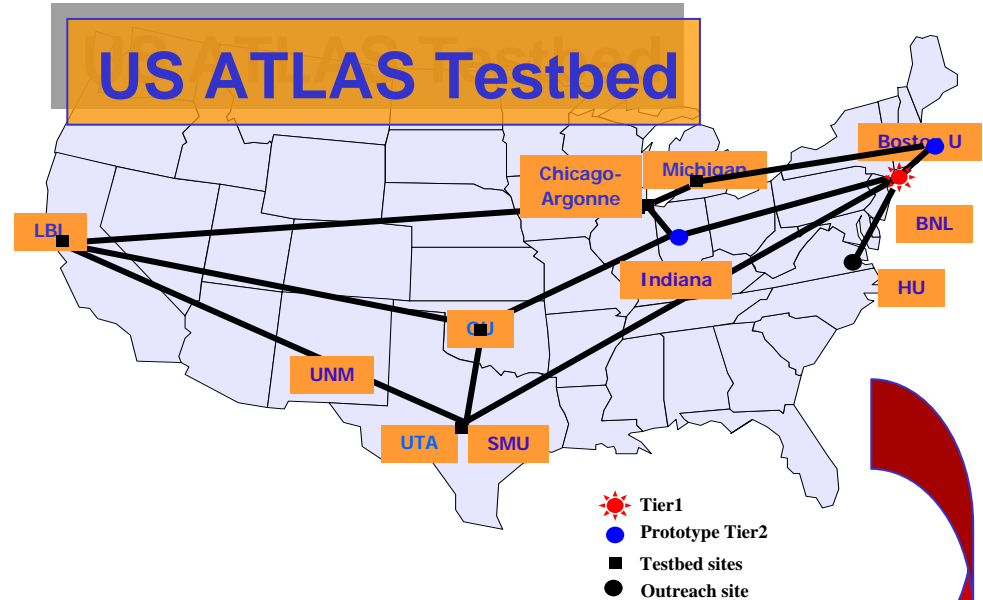 US ATLAS Testbed
Boston U
Chicago-
Argonne
Michigan
LBL
BNL
Indiana
HU
OU
UNM
UTA
SMU
Tier1
Prototype Tier2
Testbed sites
Outreach site